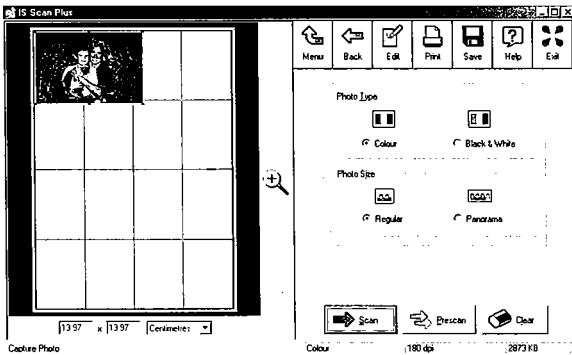 IS Scan Plus
Menu Back Edit Print Save Help Exit
Photo Type
Colour Black & White
Photo Size
Regular Panorama
13.97 x 13.97 Centimetres
Scan Prescan Clear
Capture Photo Colour 180 dpi 2873 KB